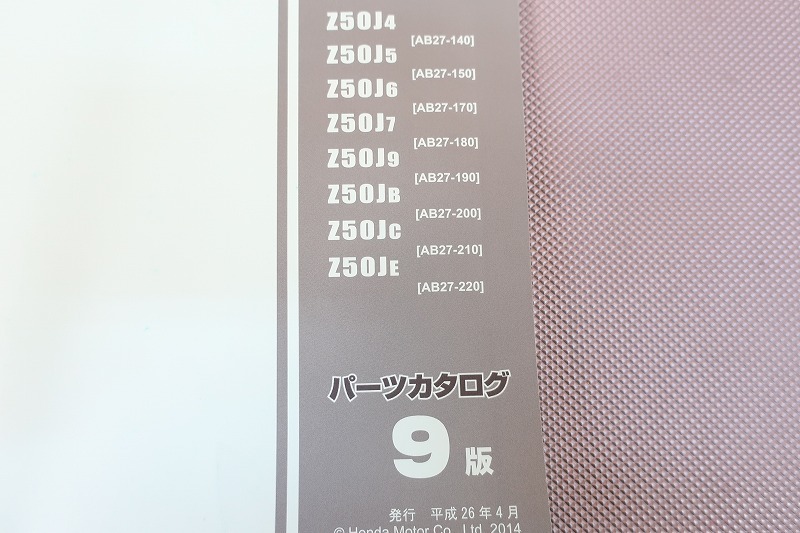 Z50J4
[AB27-140]
Z50J5
[AB27-150]
Z50J6
[AB27-170]
Z50J7
[AB27-180]
Z50J9
[AB27-190]
Z50JB
[AB27-200]
Z50JC
[AB27-210]
Z50JE
[AB27-220]
パーツカタログ
9版
発行 平成26年4月
© Honda Motor Co., Ltd. 2014